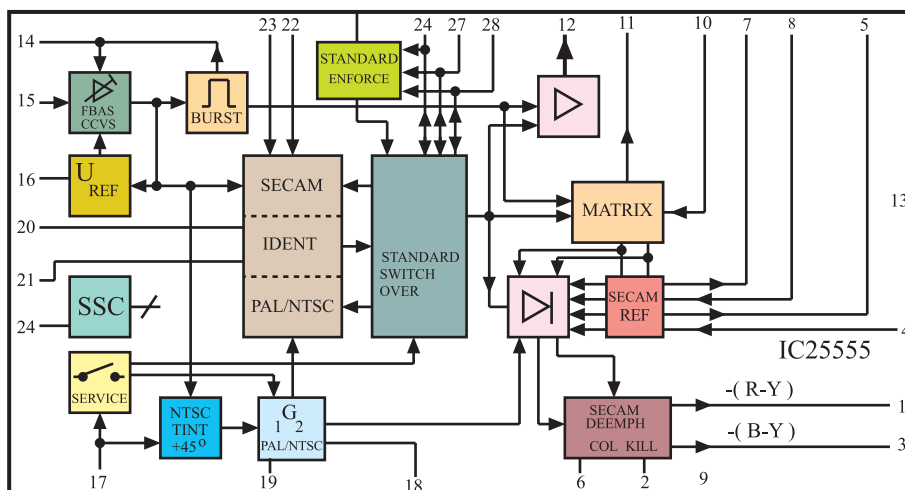 23 22 24 27 28 12 11 10 7 8 5
14
STANDARD
ENFORCE
15
FBAS
CCVS
BURST
16
U
REF
SECAM
MATRIX
13
20
IDENT
STANDARD
SWITCH
OVER
21
PAL/NTSC
SSC
SECAM
REF
24
4
IC25555
SERVICE
NTSC
TINT
+45°
G
1 2
PAL/NTSC
SECAM
DEEMPH
COL KILL
-( R-Y )
1
-( B-Y )
3
17 19 18 6 2 9